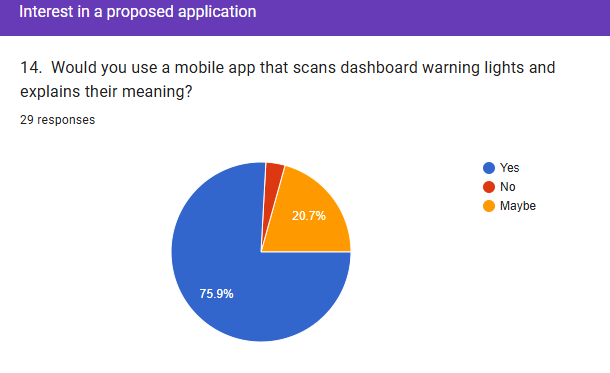 Interest in a proposed application
14. Would you use a mobile app that scans dashboard warning lights and
explains their meaning?
29 responses
Yes
No
Maybe
20.7%
75.9%